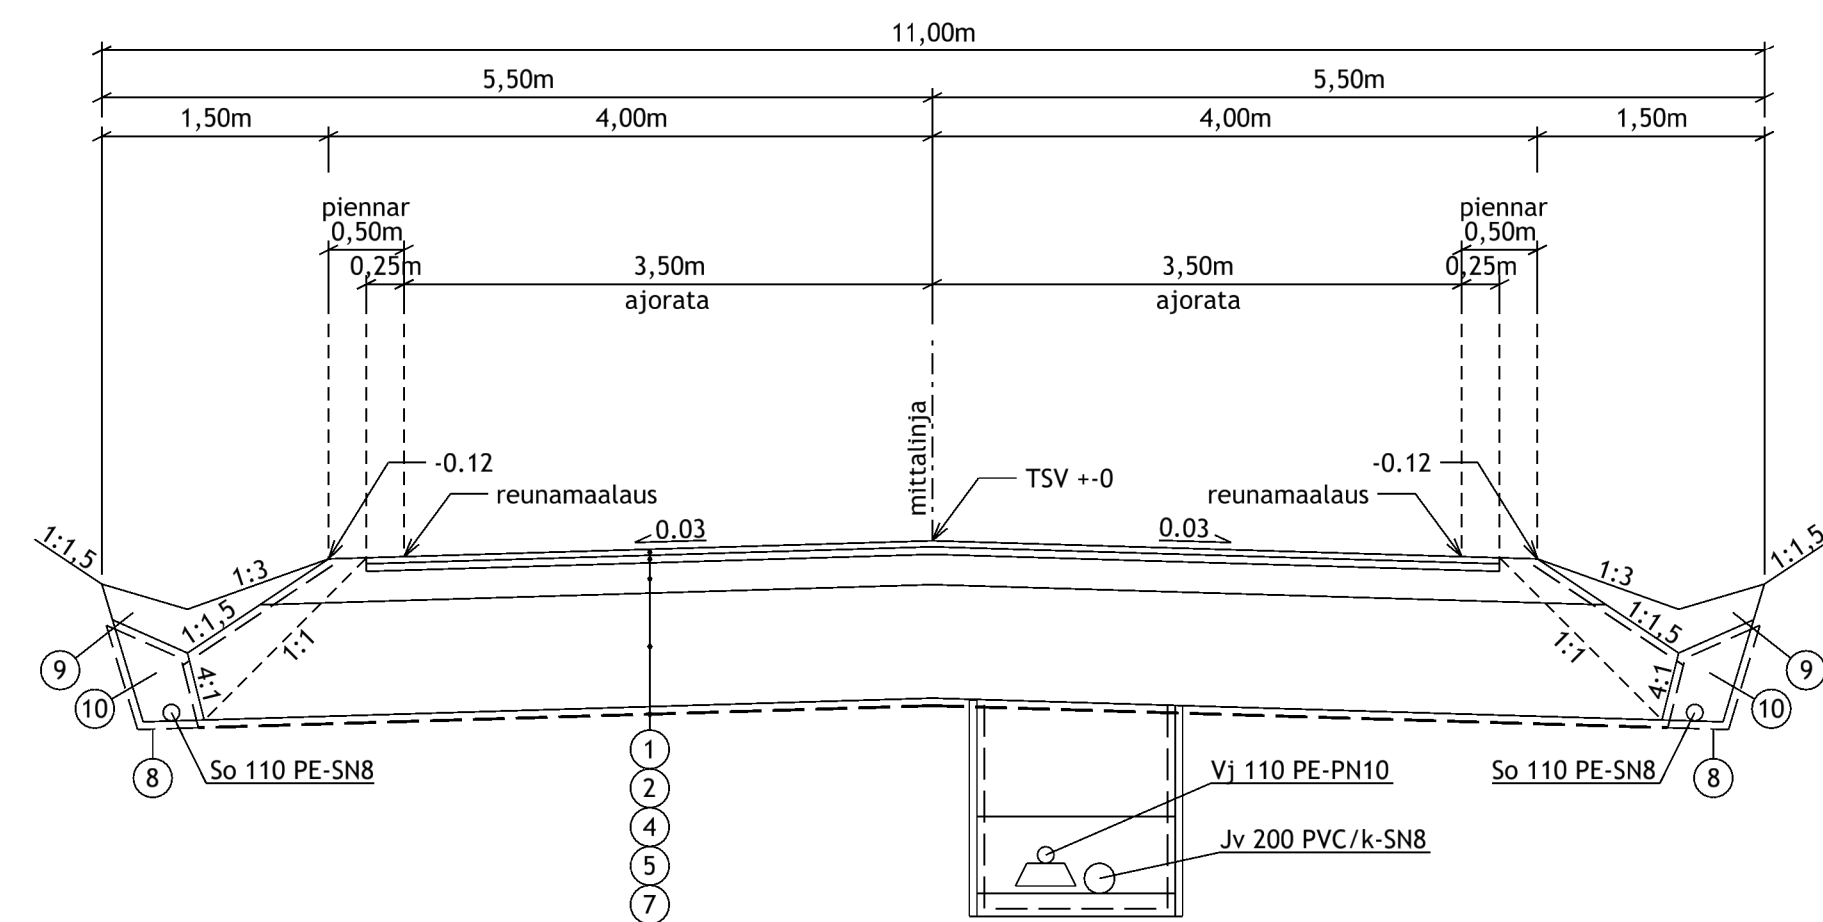 11,00m
5,50m 5,50m
1,50m 4,00m 4,00m 1,50m
piennar piennar
0,50m 0,50m
0,25m 3,50m 3,50m 0,25m
ajorata ajorata
mittalinja
-0.12 TSV +-0 -0.12
reunamaalaus reunamaalaus
1:1,5 0.03 0.03 1:1,5
1:3 1:3
1:1,5 1:1,5
1:1 1:1
9 4:1 4:1 9
10 10
8 So 110 PE-SN8 1 Vj 110 PE-PN10 So 110 PE-SN8 8
2
4 Jv 200 PVC/k-SN8
5
7